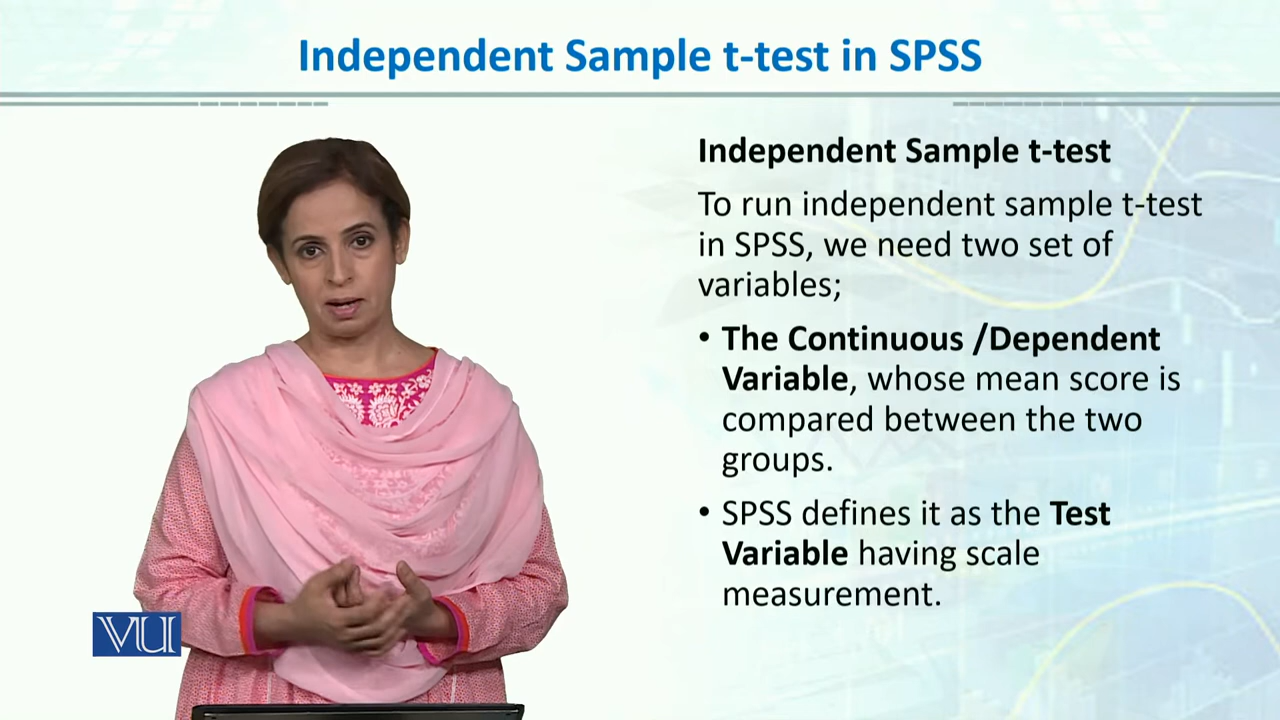 Independent Sample t-test in SPSS
Independent Sample t-test
To run independent sample t-test
in SPSS, we need two set of
variables;
• The Continuous /Dependent
Variable, whose mean score is
compared between the two
groups.
• SPSS defines it as the Test
Variable having scale
measurement.
VU